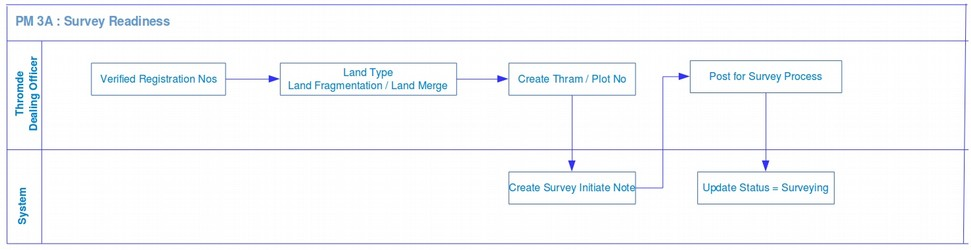 PM 3A : Survey Readiness
Thromde
Dealing Officer
Verified Registration Nos
Land Type
Land Fragmentation / Land Merge
Create Thram / Plot No
Post for Survey Process
System
Create Survey Initiate Note
Update Status = Surveying